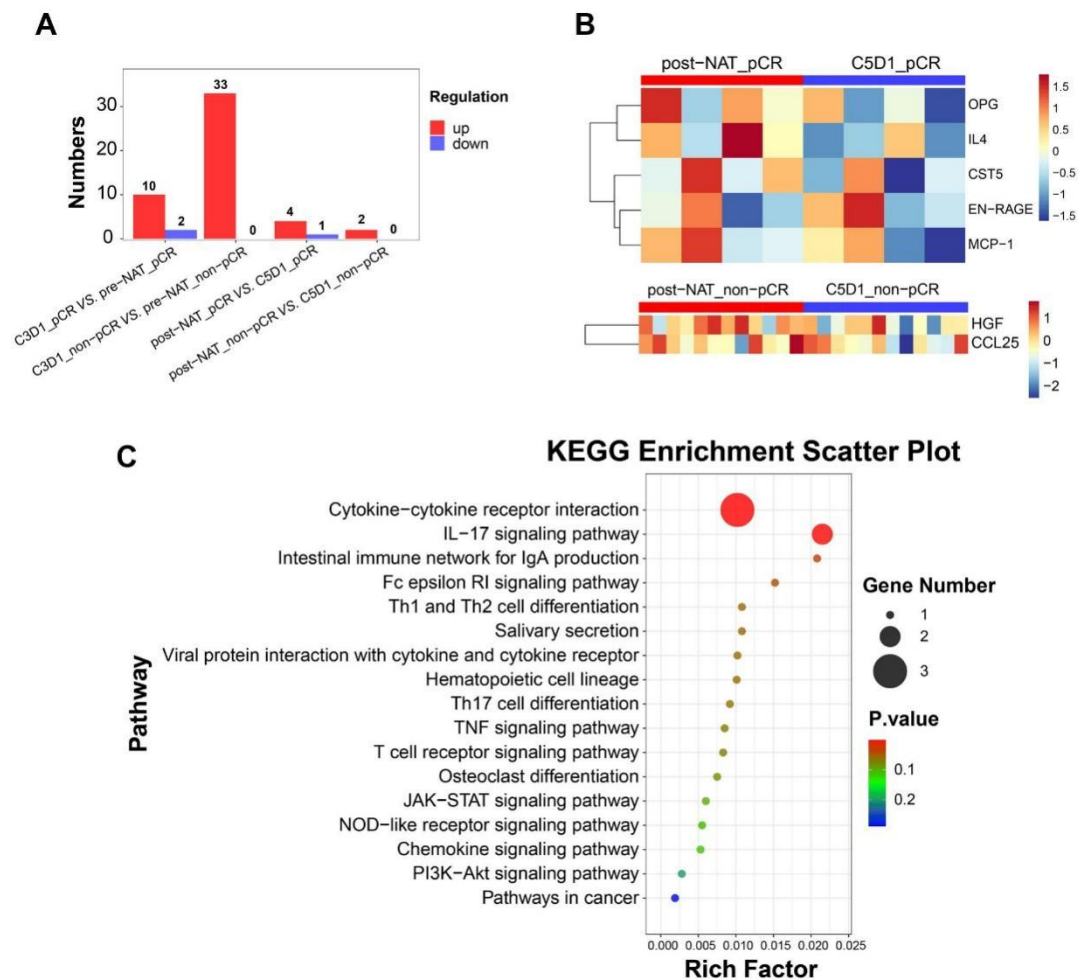 A
33
30
20
10
0
Numbers
10
2
0
4
1
2
0
Regulation
up
down
C3D1_pCR VS. pre-NAT_pCR
C3D1_non-pCR VS. pre-NAT_non-pCR
post-NAT_pCR VS. C5D1_pCR
post-NAT_non-pCR VS. C5D1_non-pCR
B
post−NAT_pCR
C5D1_pCR
OPG
IL4
CST5
EN−RAGE
MCP−1
1.5
1
0.5
0
−0.5
−1
−1.5
post−NAT_non−pCR
C5D1_non−pCR
HGF
CCL25
1
0
−1
−2
C
KEGG Enrichment Scatter Plot
Pathway
Cytokine−cytokine receptor interaction
IL−17 signaling pathway
Intestinal immune network for IgA production
Fc epsilon RI signaling pathway
Th1 and Th2 cell differentiation
Salivary secretion
Viral protein interaction with cytokine and cytokine receptor
Hematopoietic cell lineage
Th17 cell differentiation
TNF signaling pathway
T cell receptor signaling pathway
Osteoclast differentiation
JAK−STAT signaling pathway
NOD−like receptor signaling pathway
Chemokine signaling pathway
PI3K−Akt signaling pathway
Pathways in cancer
0.000 0.005 0.010 0.015 0.020 0.025
Rich Factor
Gene Number
1
2
3
P.value
0.1
0.2